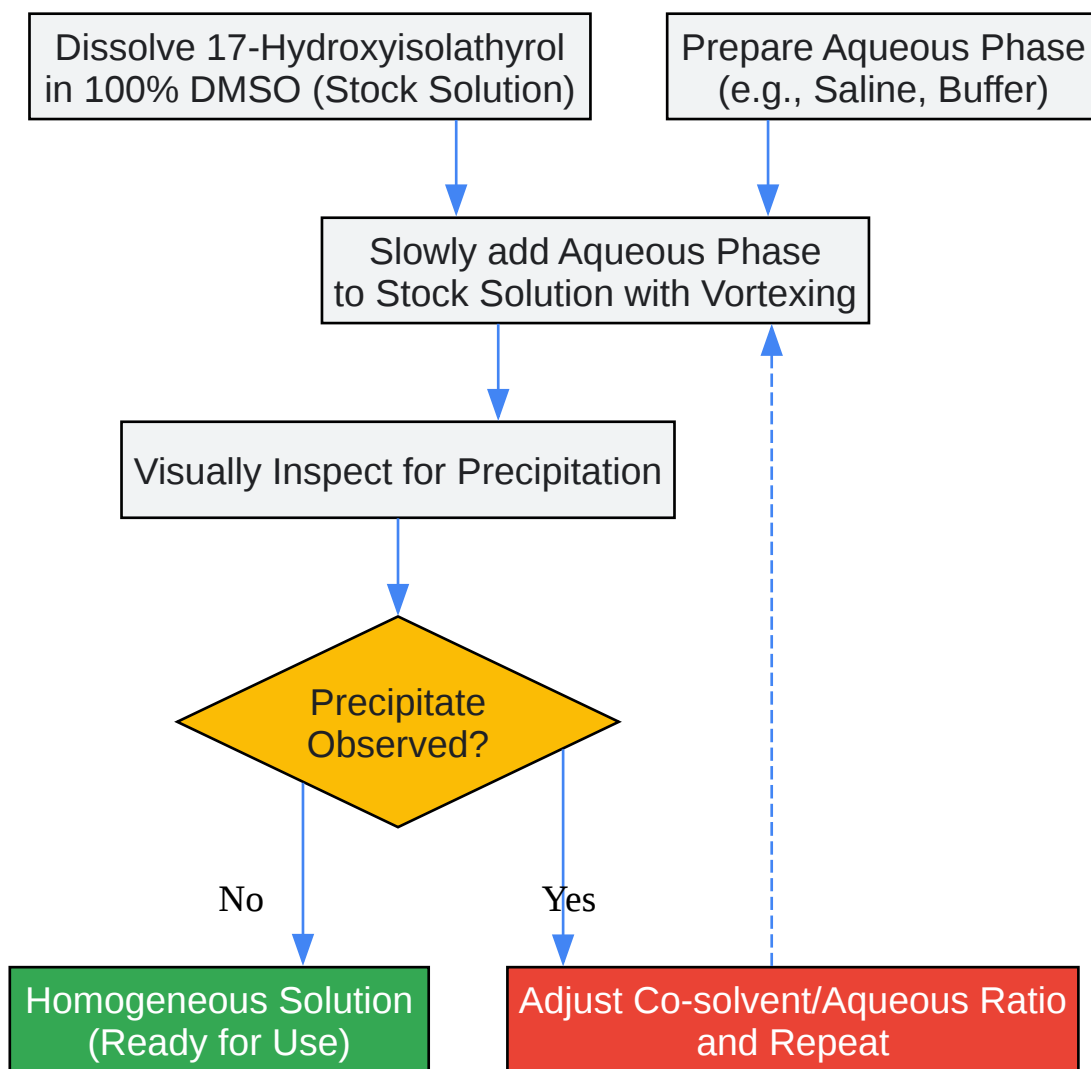 Dissolve 17-Hydroxyisolathyrol
in 100% DMSO (Stock Solution)
Prepare Aqueous Phase
(e.g., Saline, Buffer)
Slowly add Aqueous Phase
to Stock Solution with Vortexing
Visually Inspect for Precipitation
Precipitate
Observed?
No
Yes
Homogeneous Solution
(Ready for Use)
Adjust Co-solvent/Aqueous Ratio
and Repeat